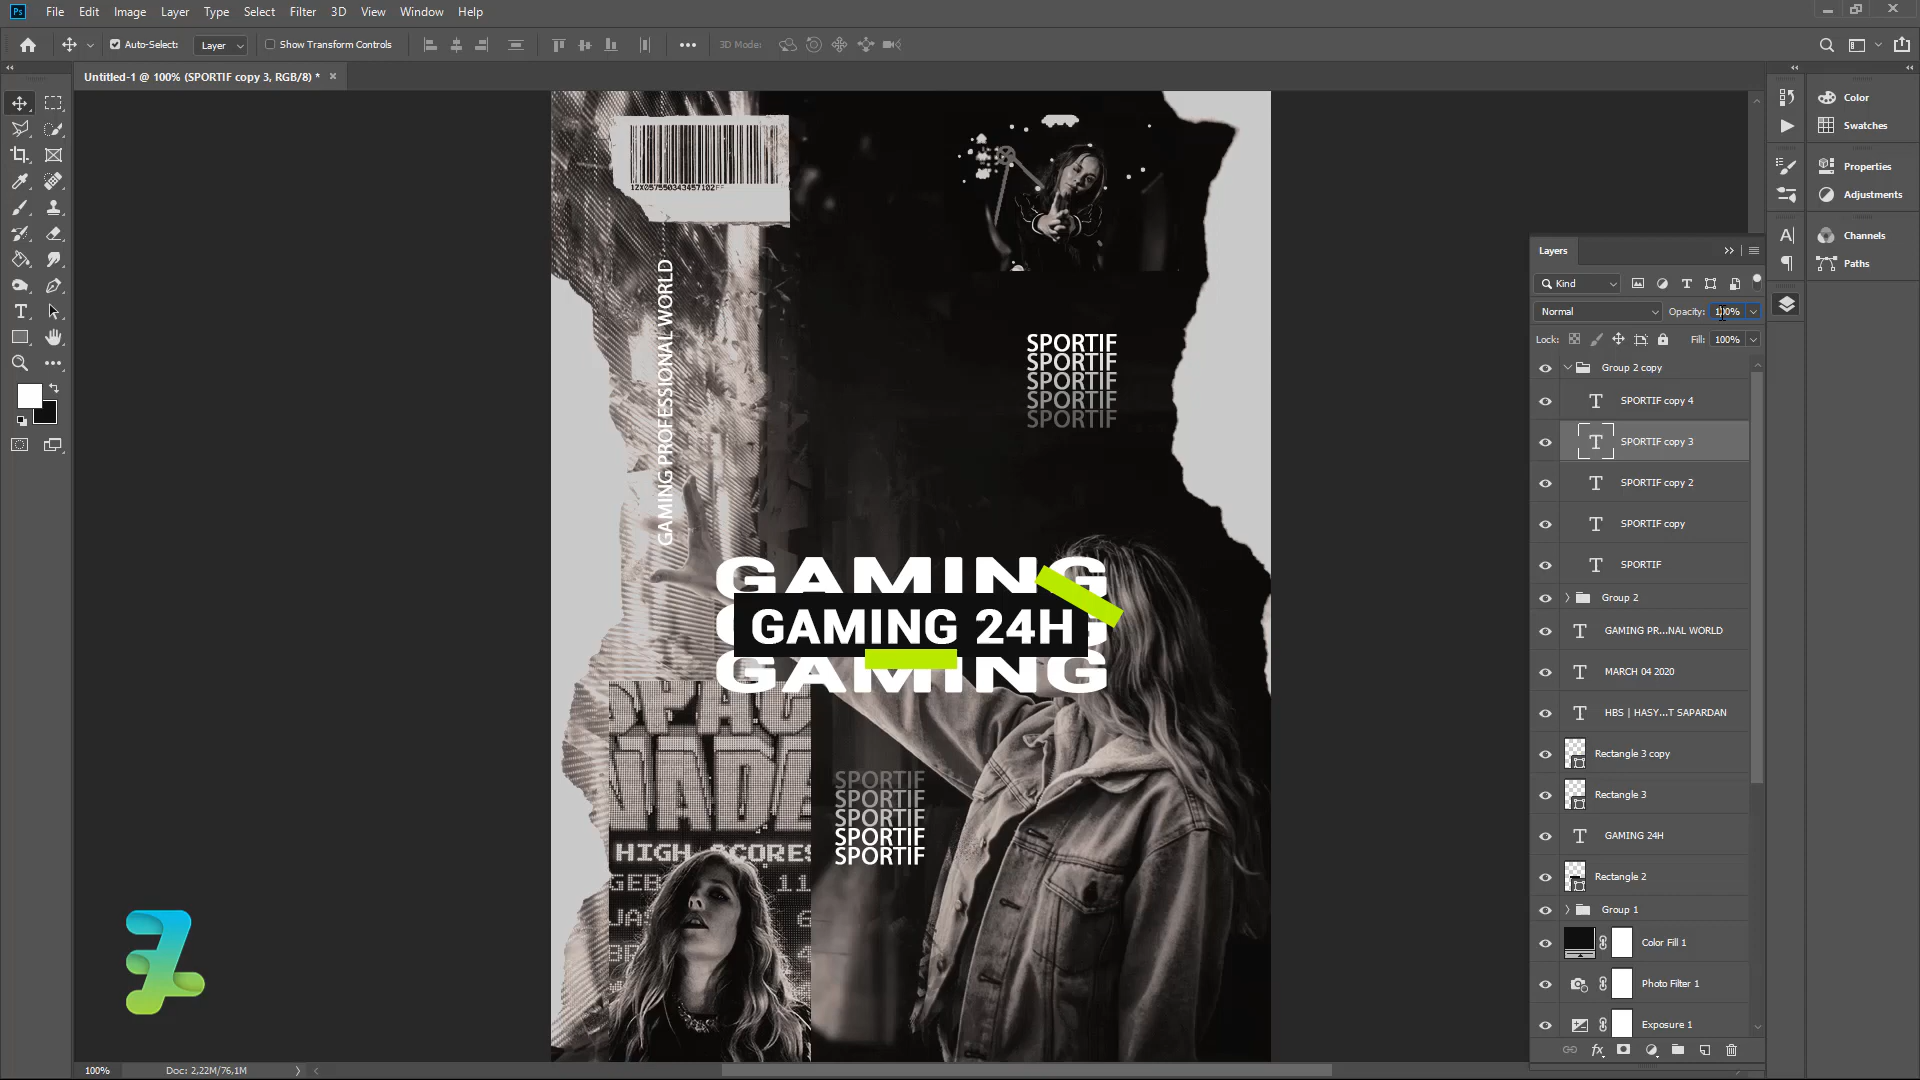 File Edit Image Layer Type Select Filter 3D View Window Help
Auto-Select: Layer Show Transform Controls 3D Mode:
Untitled-1 @ 100% (SPORTIF copy 3, RGB/8) *
GAMING PROFESSIONAL WORLD
SPORTIF
SPORTIF
SPORTIF
SPORTIF
SPORTIF
GAMING
GAMING 24H
GAMING
HIGH SCORES
SPORTIF
SPORTIF
SPORTIF
SPORTIF
SPORTIF
Color
Swatches
Properties
Adjustments
Channels
Paths
Layers
Kind
Normal Opacity: 100%
Lock: Fill: 100%
Group 2 copy
SPORTIF copy 4
SPORTIF copy 3
SPORTIF copy 2
SPORTIF copy
SPORTIF
Group 2
GAMING PR...NAL WORLD
MARCH 04 2020
HBS | HASY...T SAPARDAN
Rectangle 3 copy
Rectangle 3
GAMING 24H
Rectangle 2
Group 1
Color Fill 1
Photo Filter 1
Exposure 1
100% Doc: 2,22M/76,1M